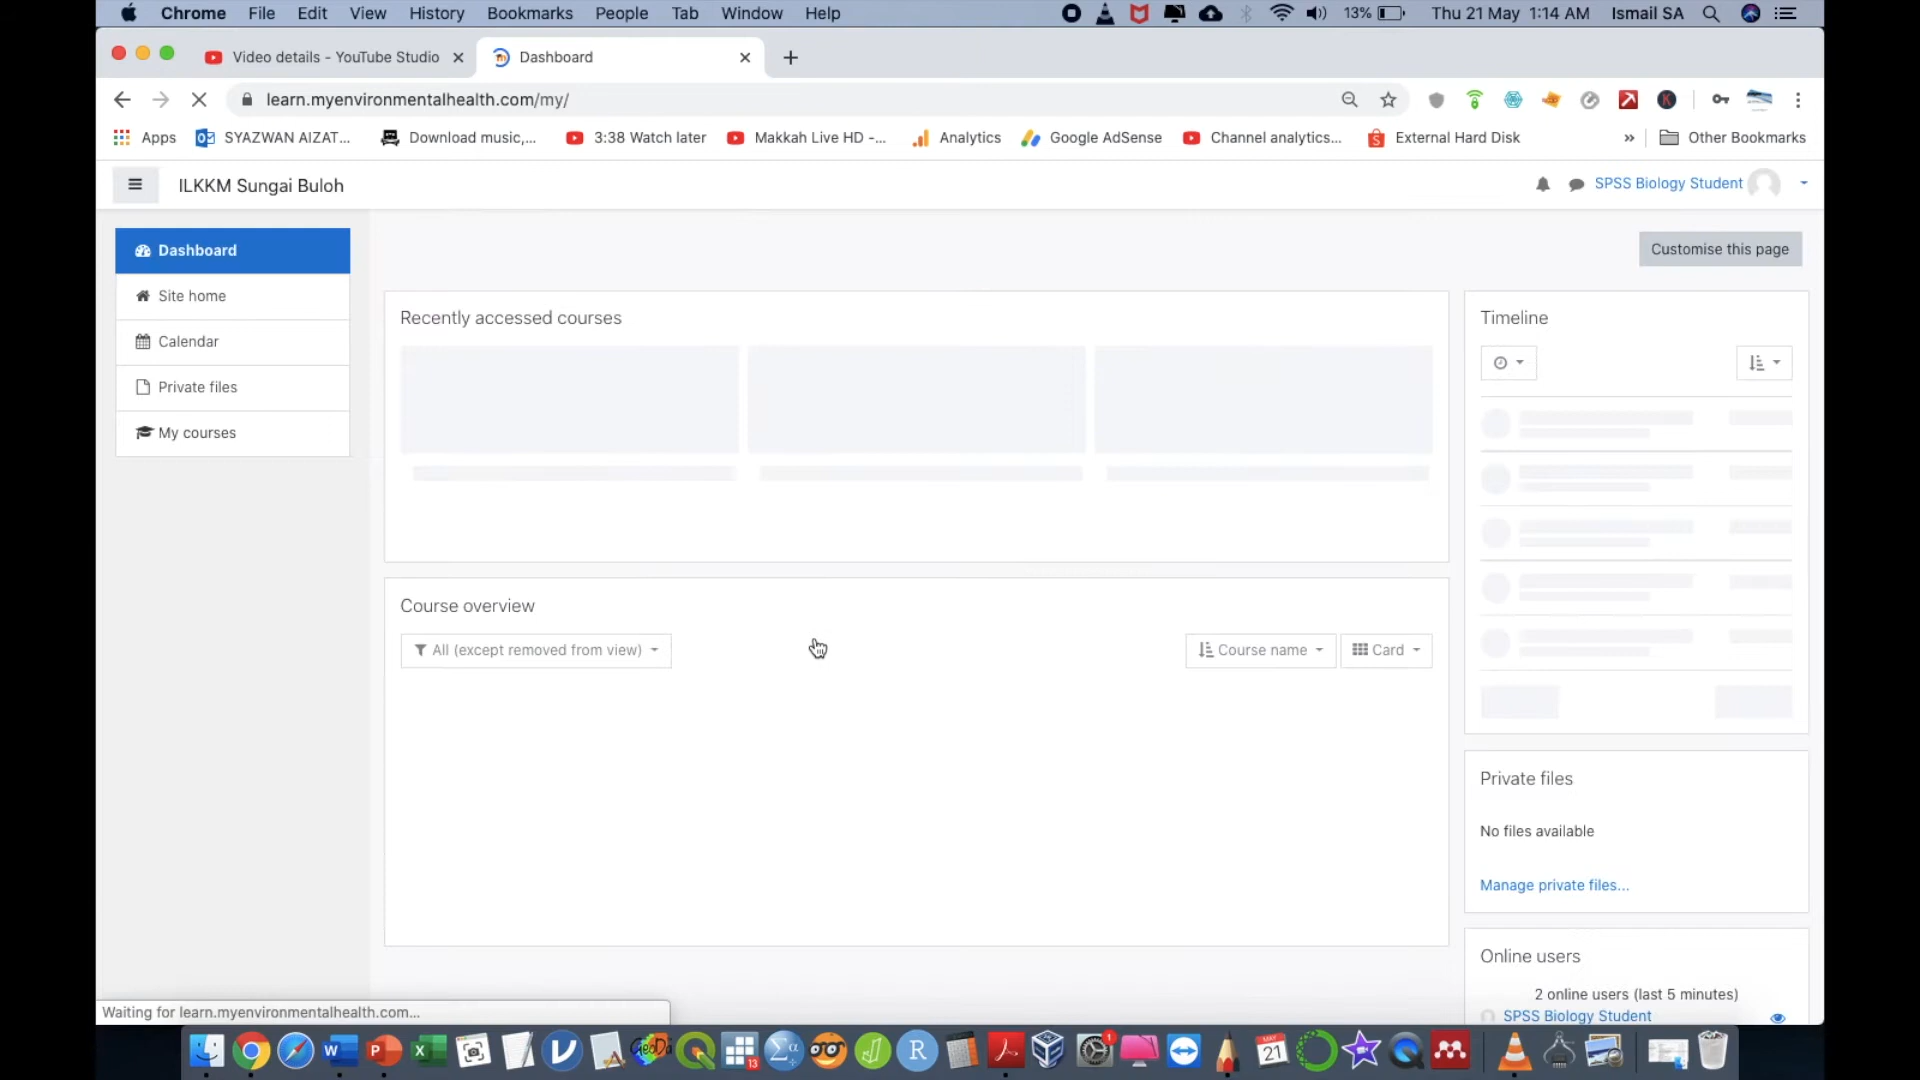 Chrome File Edit View History Bookmarks People Tab Window Help 13% Thu 21 May 1:14 AM Ismail SA
Video details - YouTube Studio Dashboard
learn.myenvironmentalhealth.com/my/
Apps SYAZWAN AIZAT... Download music,... 3:38 Watch later Makkah Live HD -... Analytics Google AdSense Channel analytics... External Hard Disk » Other Bookmarks
ILKKM Sungai Buloh SPSS Biology Student
Dashboard
Site home
Calendar
Private files
My courses
Customise this page
Recently accessed courses
Course overview
All (except removed from view) Course name Card
Timeline
Private files
No files available
Manage private files...
Online users
2 online users (last 5 minutes)
SPSS Biology Student
Waiting for learn.myenvironmentalhealth.com...
W P X GeoDa 13 Σα R 1 21